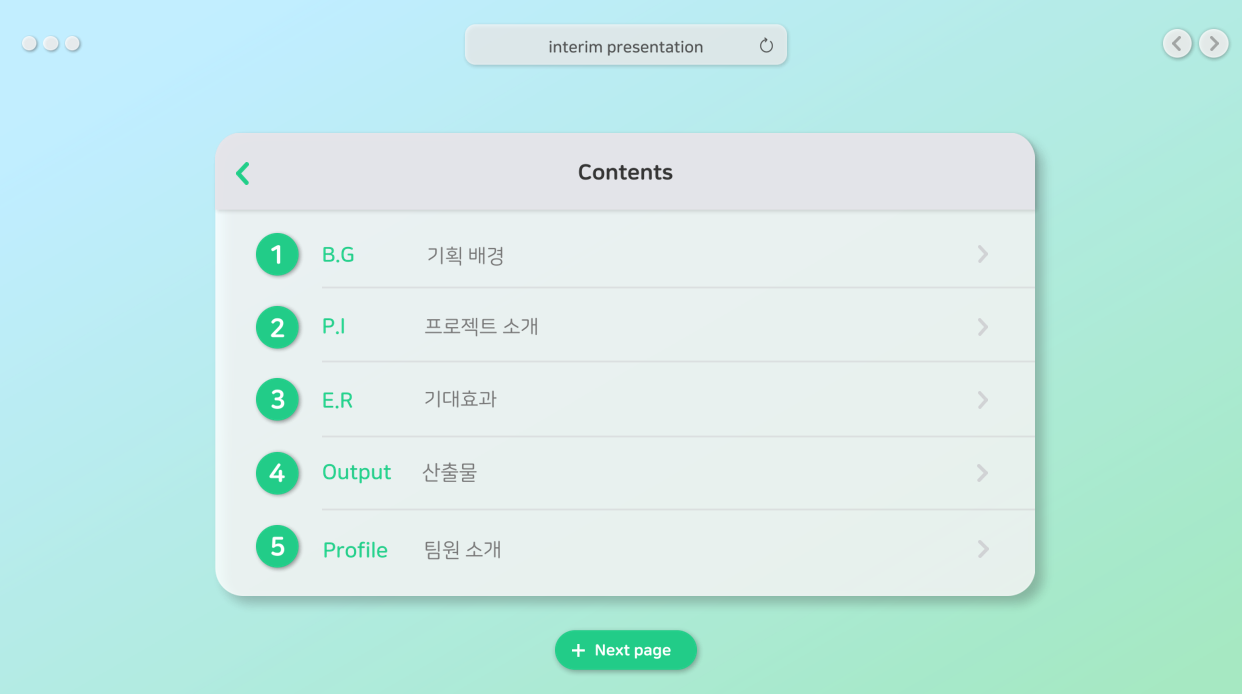 interim presentation
Contents
1 B.G 기획 배경
2 P.I 프로젝트 소개
3 E.R 기대효과
4 Output 산출물
5 Profile 팀원 소개
+ Next page